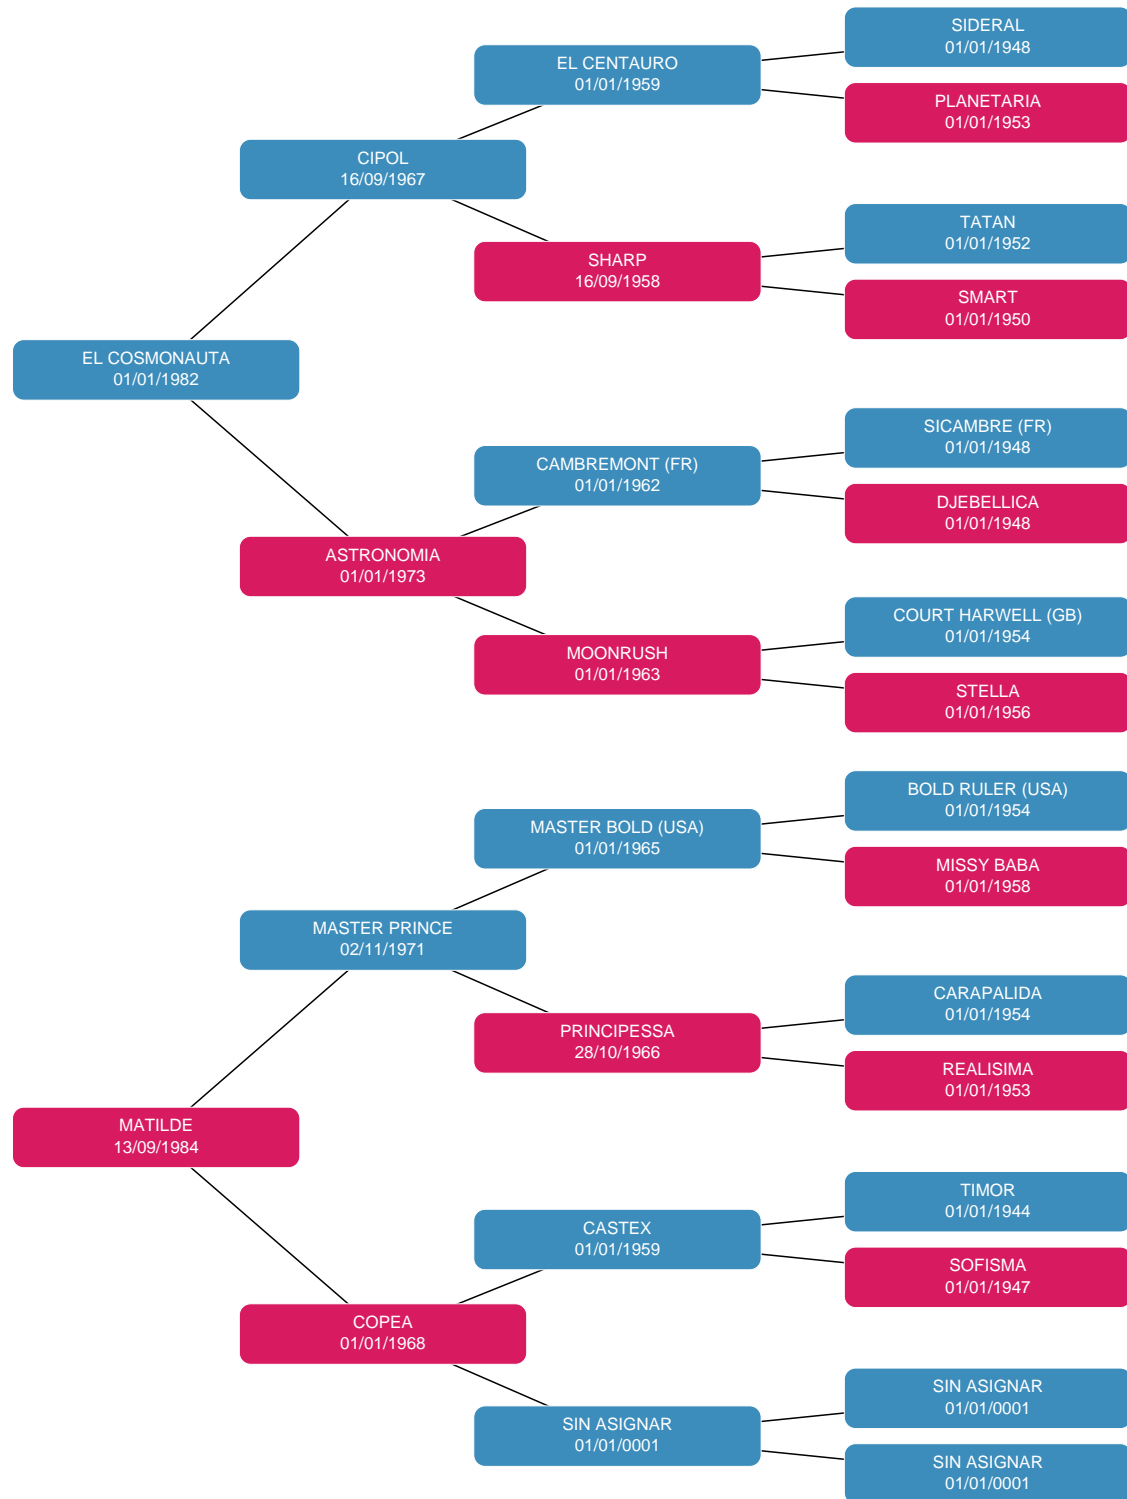 SIDERAL
01/01/1948
EL CENTAURO
01/01/1959
PLANETARIA
01/01/1953
CIPOL
16/09/1967
TATAN
01/01/1952
SHARP
16/09/1958
SMART
01/01/1950
EL COSMONAUTA
01/01/1982
SICAMBRE (FR)
01/01/1948
CAMBREMONT (FR)
01/01/1962
DJEBELLICA
01/01/1948
ASTRONOMIA
01/01/1973
COURT HARWELL (GB)
01/01/1954
MOONRUSH
01/01/1963
STELLA
01/01/1956
BOLD RULER (USA)
01/01/1954
MASTER BOLD (USA)
01/01/1965
MISSY BABA
01/01/1958
MASTER PRINCE
02/11/1971
CARAPALIDA
01/01/1954
PRINCIPESSA
28/10/1966
REALISIMA
01/01/1953
MATILDE
13/09/1984
TIMOR
01/01/1944
CASTEX
01/01/1959
SOFISMA
01/01/1947
COPEA
01/01/1968
SIN ASIGNAR
01/01/0001
SIN ASIGNAR
01/01/0001
SIN ASIGNAR
01/01/0001